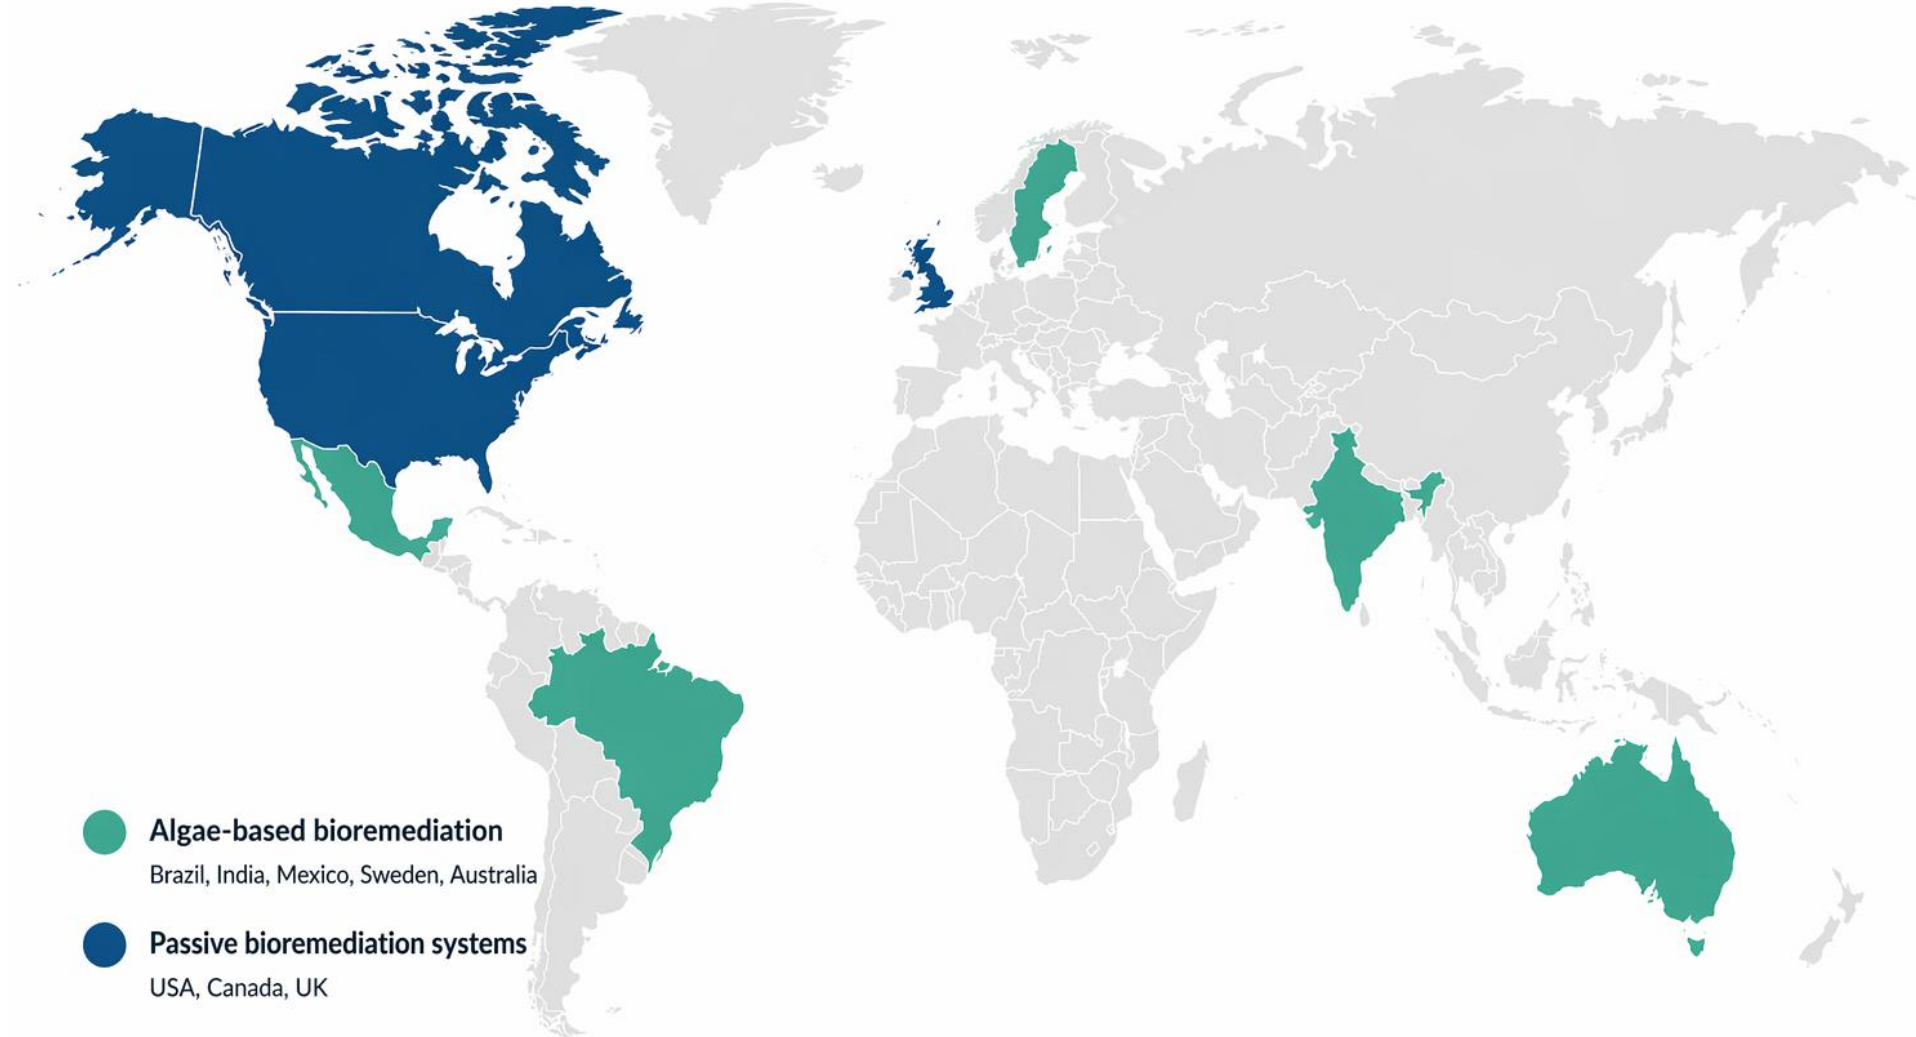 Algae-based bioremediation
Brazil, India, Mexico, Sweden, Australia
Passive bioremediation systems
USA, Canada, UK